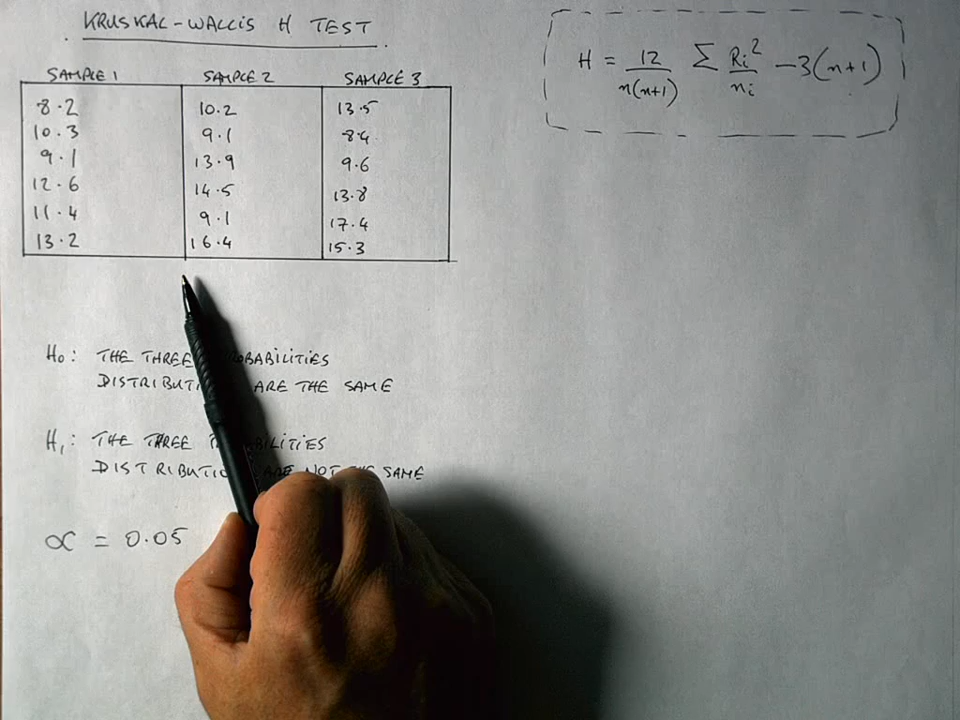 KRUSKAL-WALLIS H TEST
H = 12/n(n+1) Σ Ri²/ni - 3(n+1)
SAMPLE 1 SAMPLE 2 SAMPLE 3
8.2 10.2 13.5
10.3 9.1 8.4
9.1 13.9 9.6
12.6 14.5 13.8
11.4 9.1 17.4
13.2 16.4 15.3
H₀: THE THREE
ARE THE SAME
H₁: THE THREE
NOT THE SAME
α = 0.05